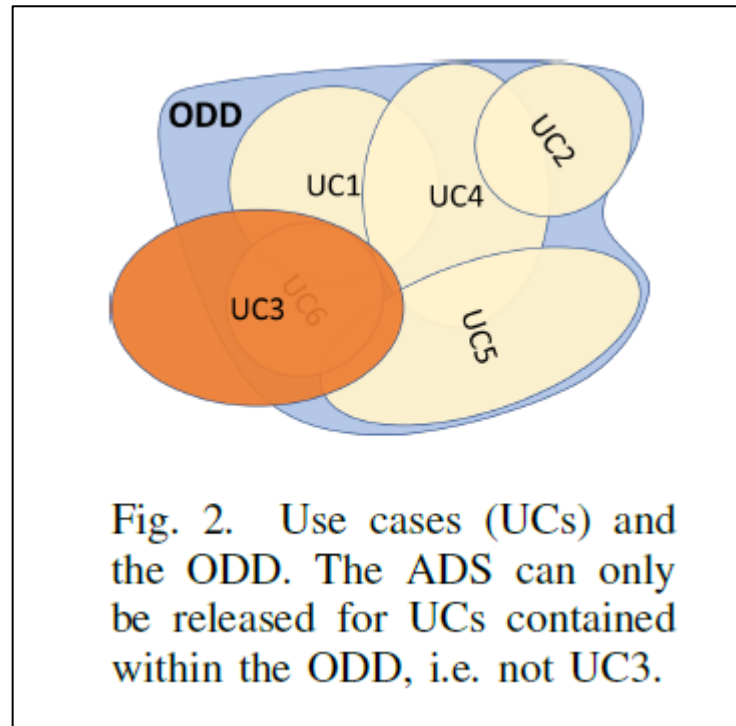 ODD
UC1
UC4
UC2
UC3
UC6
UC5
Fig. 2. Use cases (UCs) and
the ODD. The ADS can only
be released for UCs contained
within the ODD, i.e. not UC3.